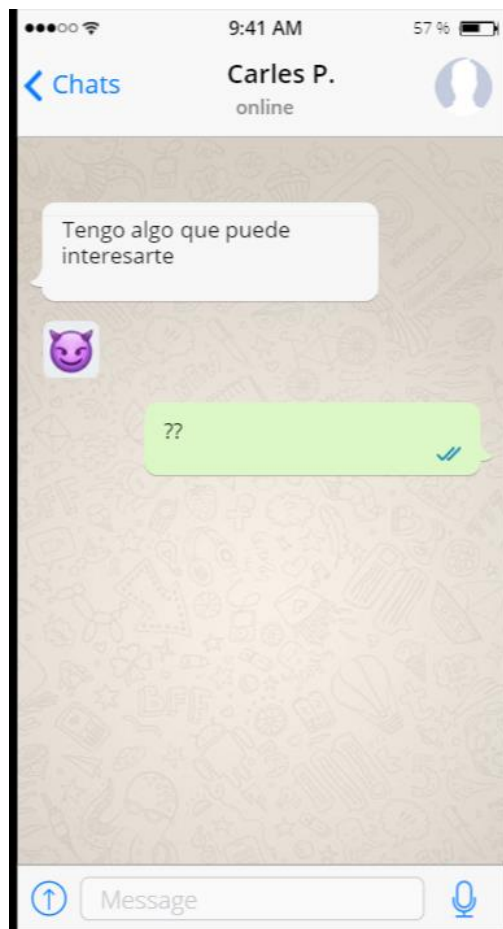 9:41 AM
57 %
Chats
Carles P.
online
Tengo algo que puede
interesarte
??
Message